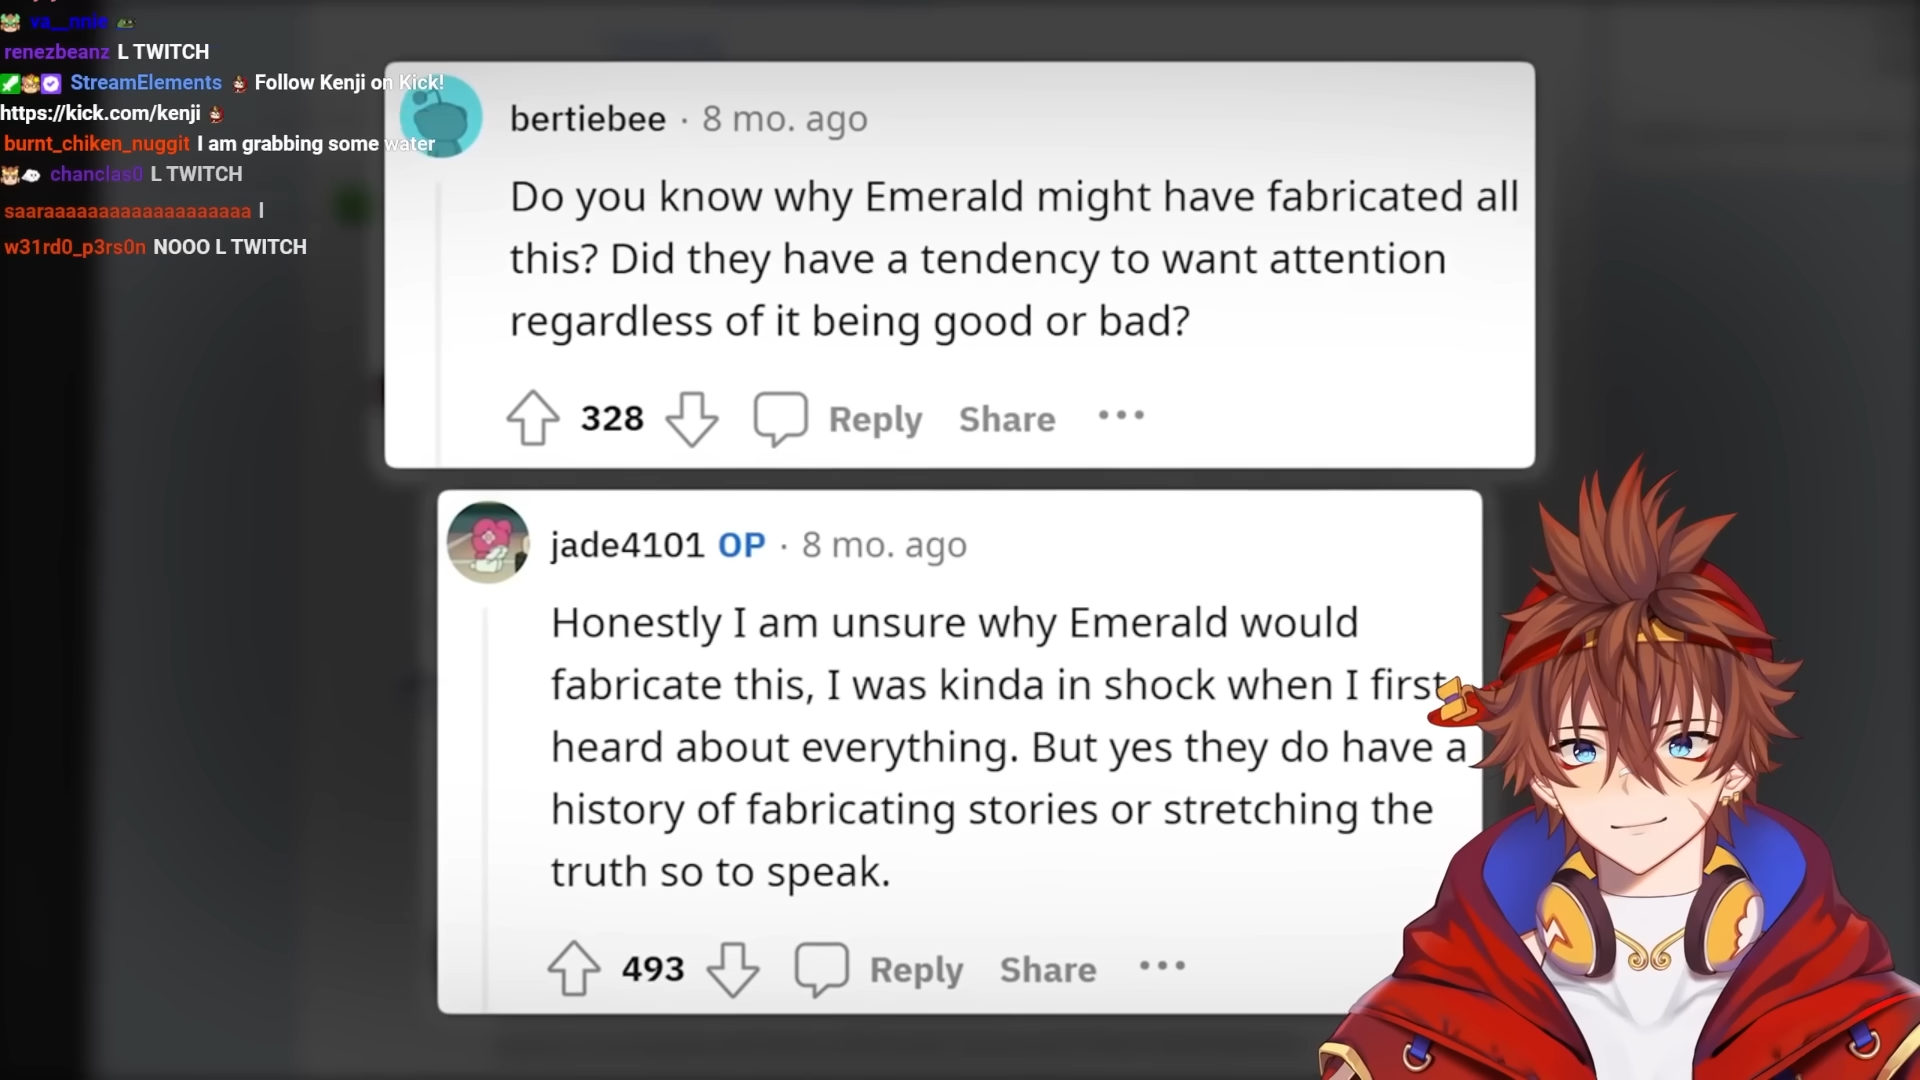 va__nnie
renezbeanz L TWITCH
StreamElements Follow Kenji on Kick!
https://kick.com/kenji
burnt_chiken_nuggit I am grabbing some water
chanclas0 L TWITCH
saaraaaaaaaaaaaaaaaaaaa l
w31rd0_p3rs0n NOOO L TWITCH
bertiebee · 8 mo. ago
Do you know why Emerald might have fabricated all
this? Did they have a tendency to want attention
regardless of it being good or bad?
328 Reply Share •••
jade4101 OP · 8 mo. ago
Honestly I am unsure why Emerald would
fabricate this, I was kinda in shock when I first
heard about everything. But yes they do have a
history of fabricating stories or stretching the
truth so to speak.
493 Reply Share •••